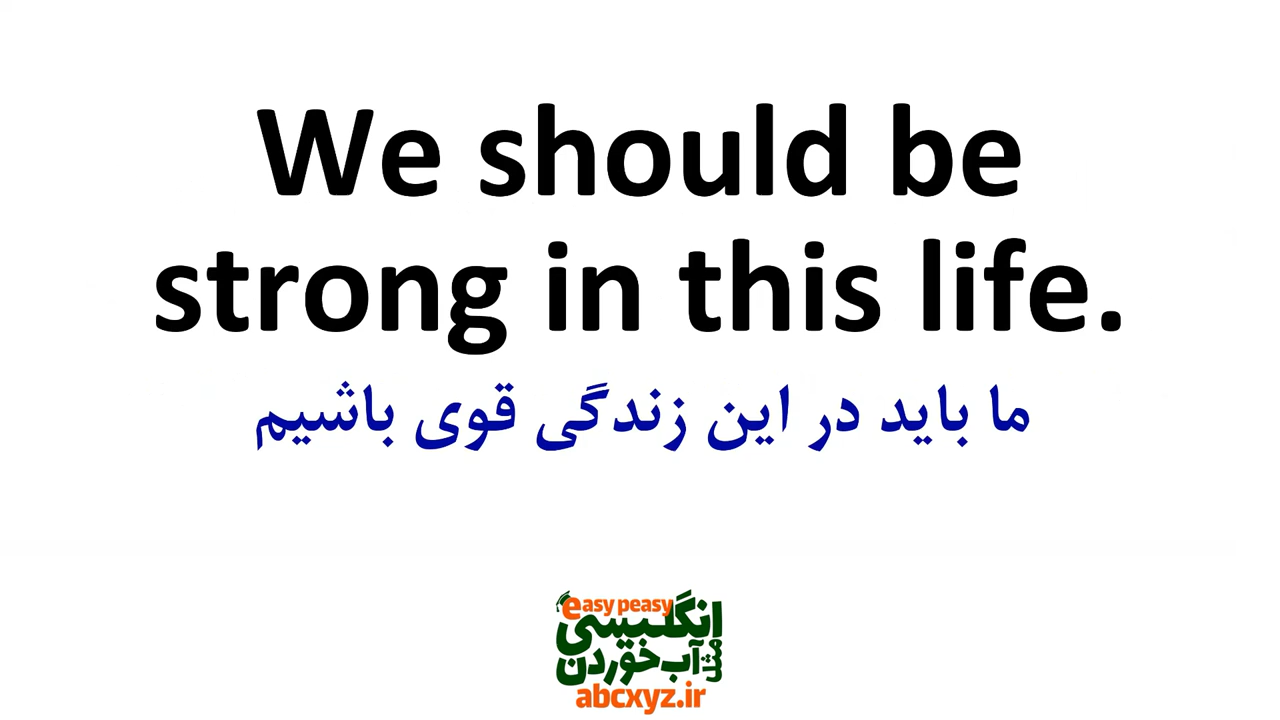 We should be
strong in this life.
ما باید در این زندگی قوی باشیم
easy peasy
انگلیسی
مثل آب خوردن
abcxyz.ir